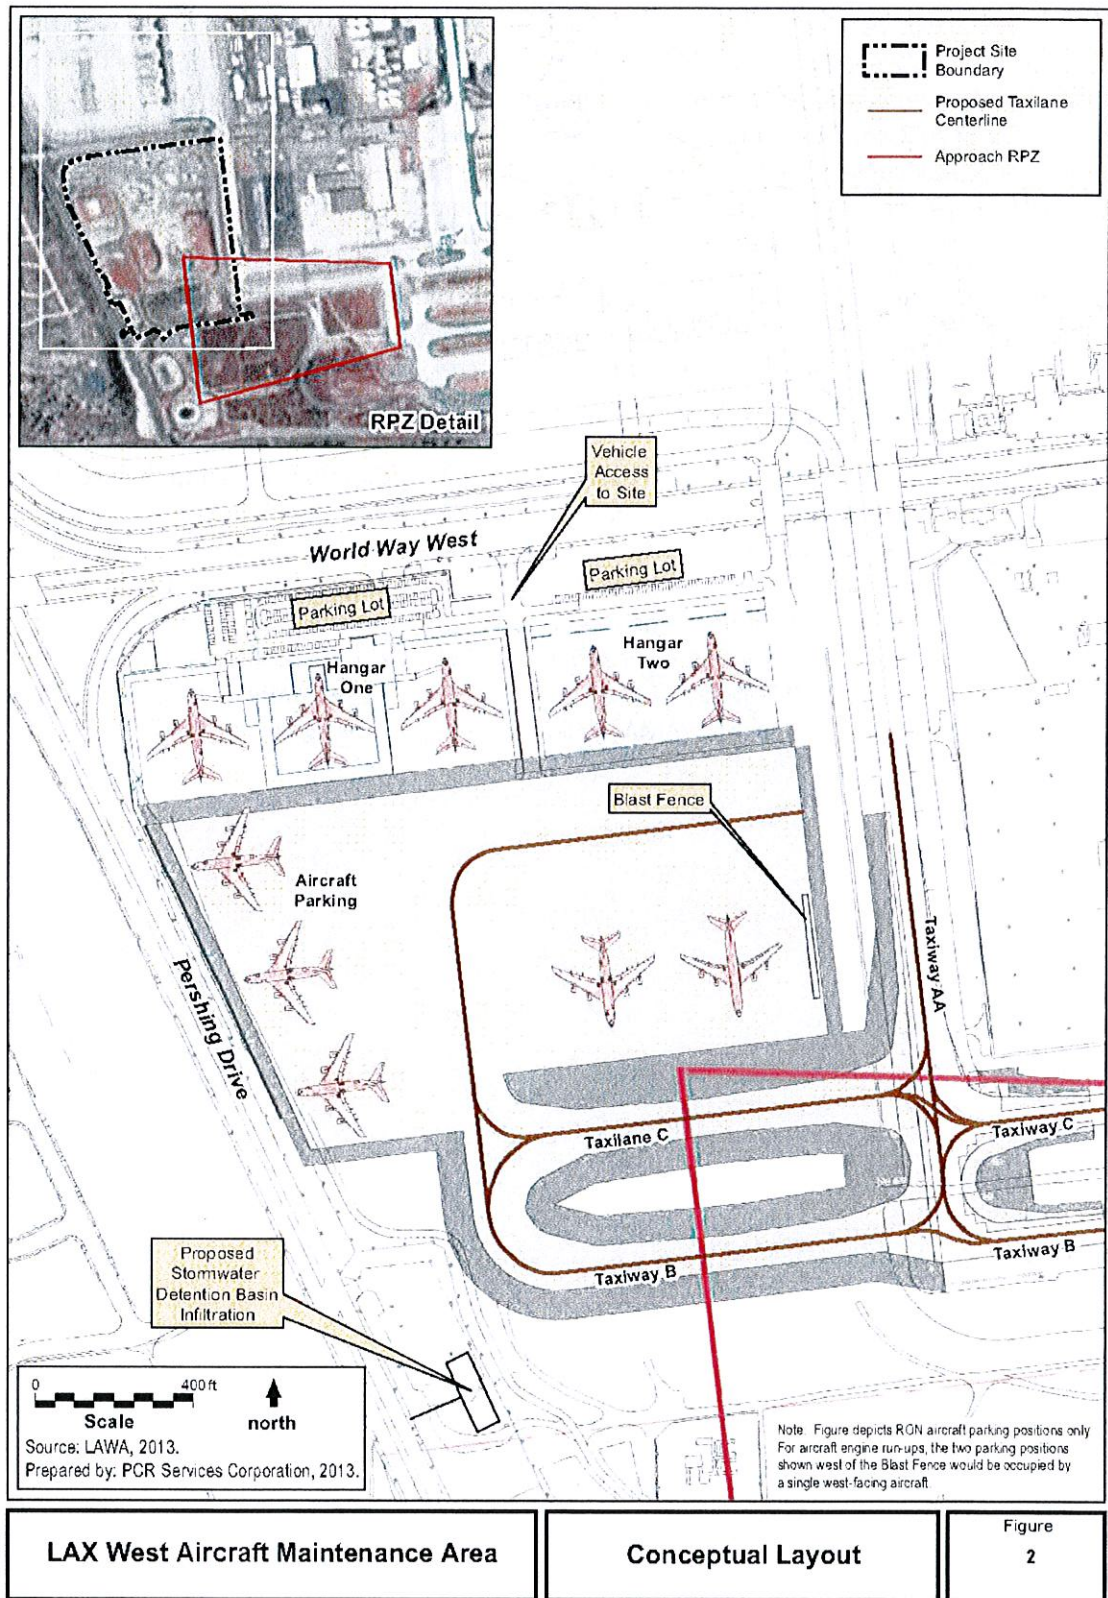 Project Site
Boundary
Proposed Taxilane
Centerline
Approach RPZ
RPZ Detail
Vehicle
Access
to Site
World Way West
Parking Lot
Parking Lot
Hangar
One
Hangar
Two
Blast Fence
Aircraft
Parking
Pershing Drive
Taxiway AA
Taxilane C
Taxiway C
Taxiway B
Taxiway B
Proposed
Stormwater
Detention Basin
Infiltration
0 400 ft
Scale
north
Source: LAWA, 2013.
Prepared by: PCR Services Corporation, 2013.
Note: Figure depicts RON aircraft parking positions only
For aircraft engine run-ups, the two parking positions
shown west of the Blast Fence would be occupied by
a single west-facing aircraft.
LAX West Aircraft Maintenance Area
Conceptual Layout
Figure
2